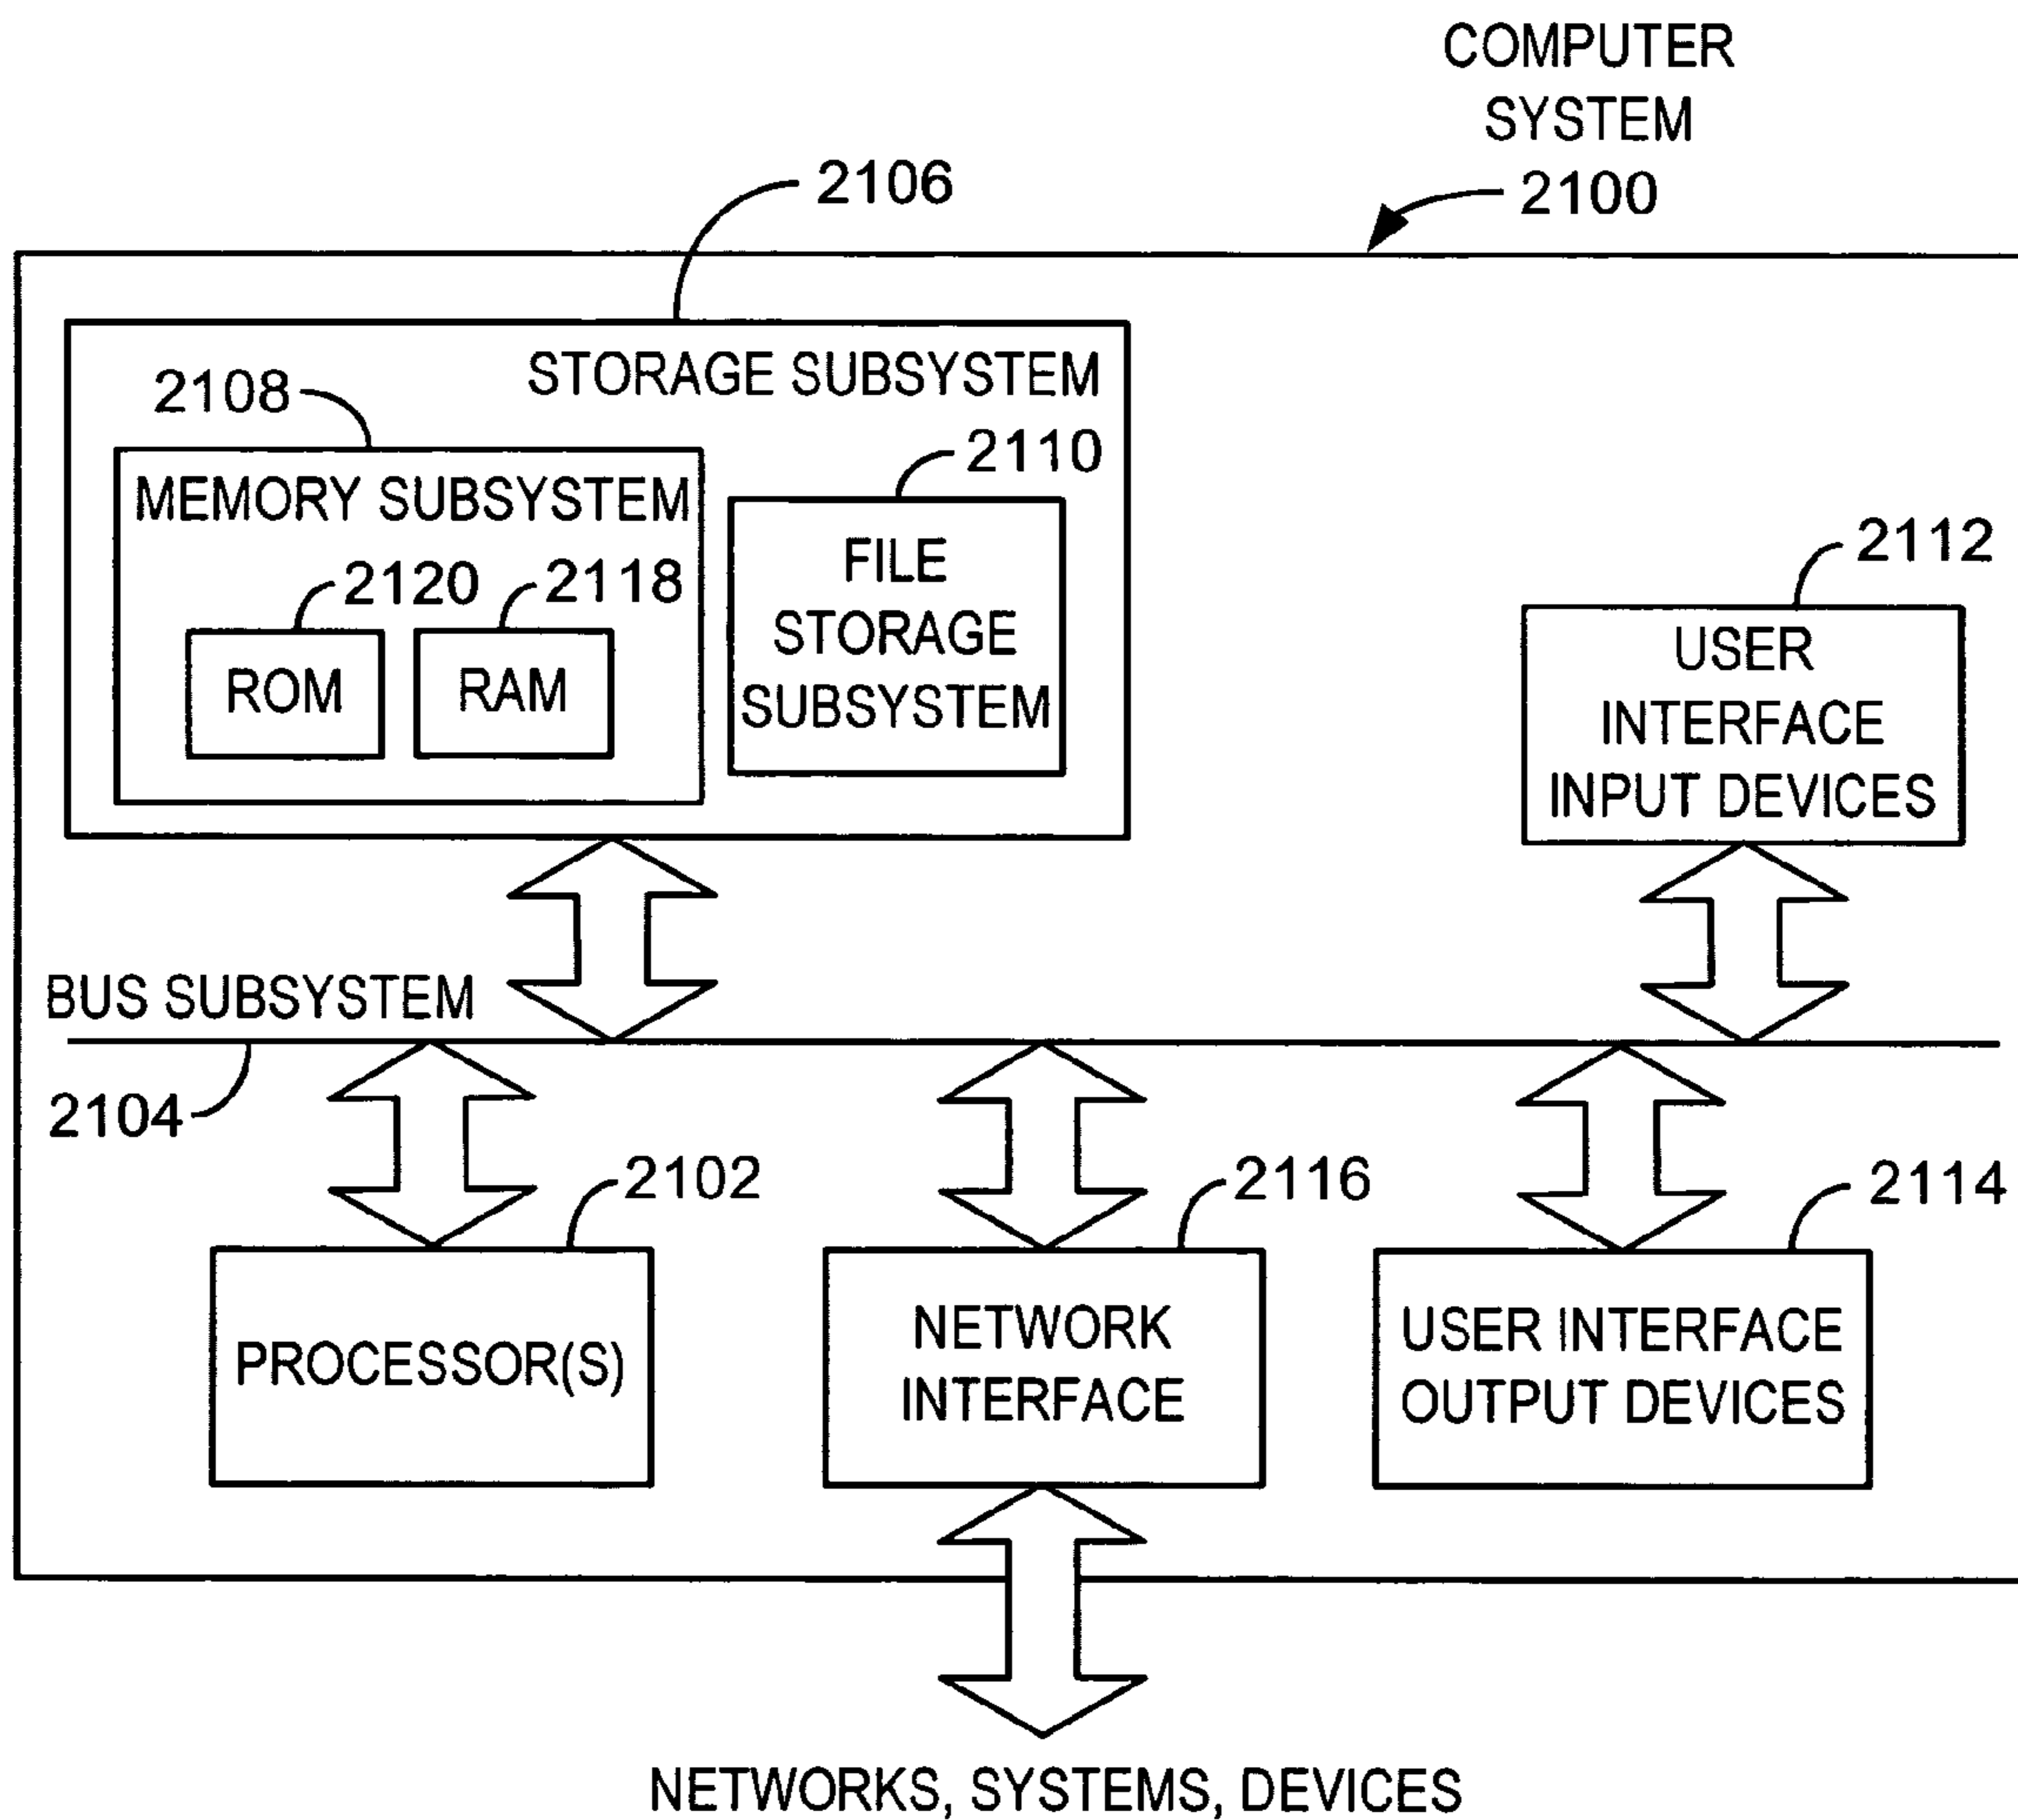 COMPUTER
SYSTEM
2100
2106
STORAGE SUBSYSTEM
2108
2110
MEMORY SUBSYSTEM
2120
2118
ROM
RAM
FILE
STORAGE
SUBSYSTEM
2112
USER
INTERFACE
INPUT DEVICES
BUS SUBSYSTEM
2104
2102
2116
2114
PROCESSOR(S)
NETWORK
INTERFACE
USER INTERFACE
OUTPUT DEVICES
NETWORKS, SYSTEMS, DEVICES